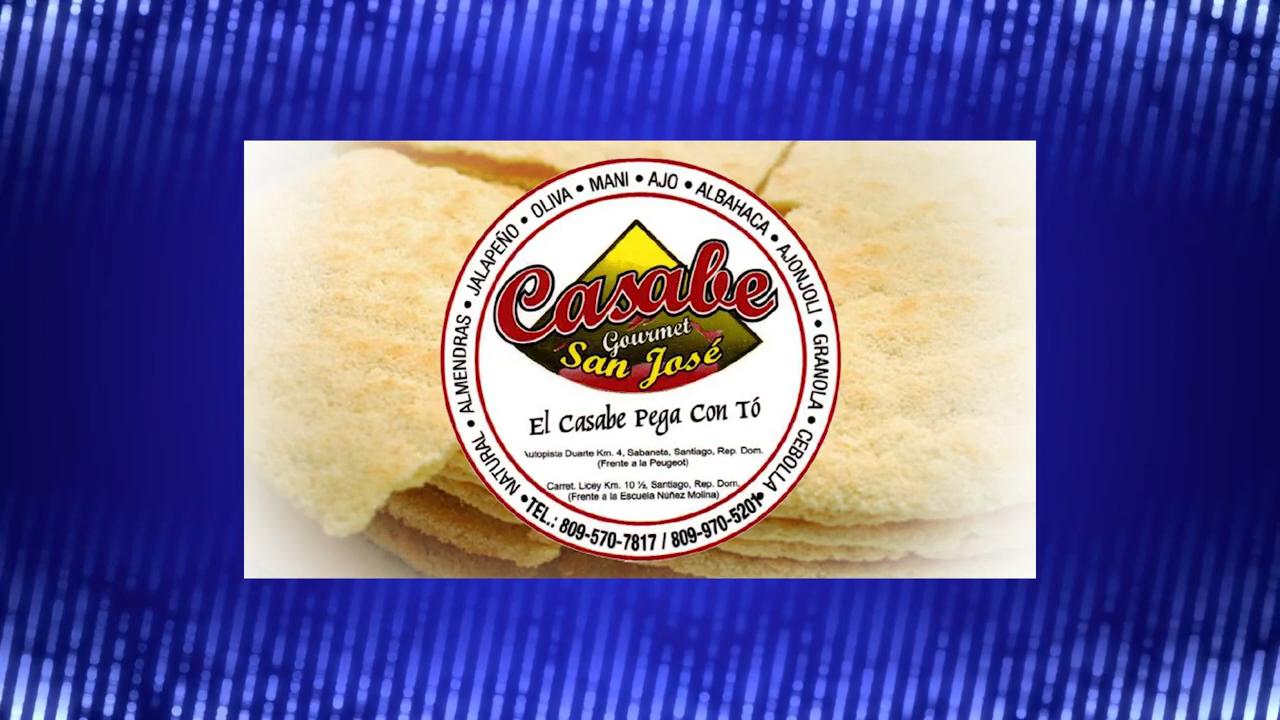 NATURAL • ALMENDRAS • JALAPEÑO • OLIVA • MANI • AJO • ALBAHACA • AJONJOLI • GRANOLA • CEBOLLA
Casabe
Gourmet
San José
El Casabe Pega Con Tó
Autopista Duarte Km. 4, Sabaneta, Santiago, Rep. Dom.
(Frente a la Peugeot)
Carret. Licey Km. 10 ½, Santiago, Rep. Dom.
(Frente a la Escuela Núñez Molina)
• TEL.: 809-570-7817 / 809-970-5201 •